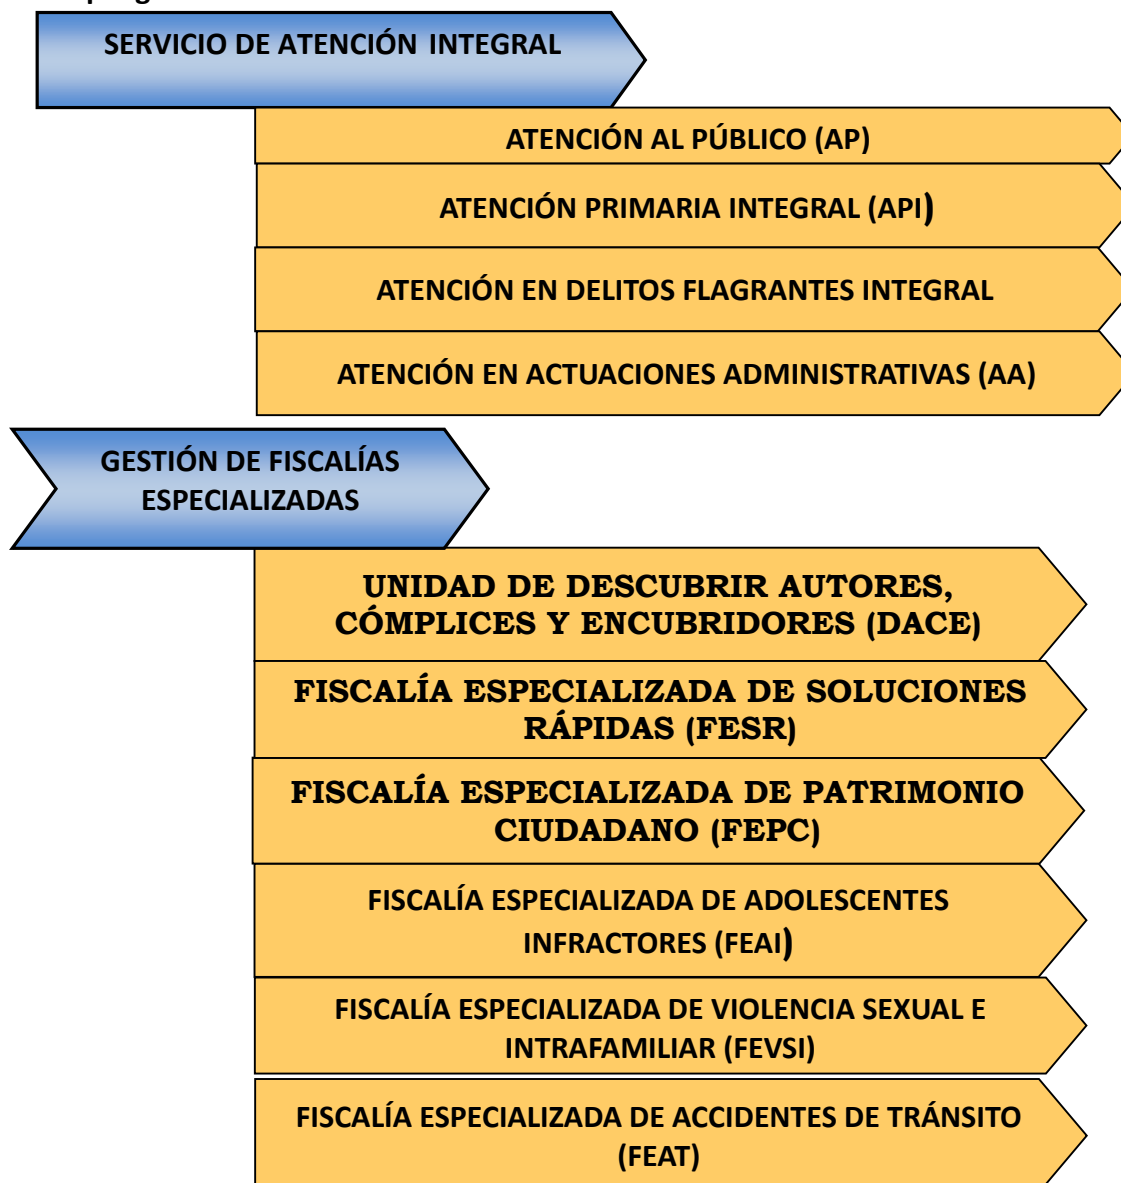 SERVICIO DE ATENCIÓN INTEGRAL
ATENCIÓN AL PÚBLICO (AP)
ATENCIÓN PRIMARIA INTEGRAL (API)
ATENCIÓN EN DELITOS FLAGRANTES INTEGRAL
ATENCIÓN EN ACTUACIONES ADMINISTRATIVAS (AA)
GESTIÓN DE FISCALÍAS
ESPECIALIZADAS
UNIDAD DE DESCUBRIR AUTORES,
CÓMPLICES Y ENCUBRIDORES (DACE)
FISCALÍA ESPECIALIZADA DE SOLUCIONES
RÁPIDAS (FESR)
FISCALÍA ESPECIALIZADA DE PATRIMONIO
CIUDADANO (FEPC)
FISCALÍA ESPECIALIZADA DE ADOLESCENTES
INFRACTORES (FEAI)
FISCALÍA ESPECIALIZADA DE VIOLENCIA SEXUAL E
INTRAFAMILIAR (FEVSI)
FISCALÍA ESPECIALIZADA DE ACCIDENTES DE TRÁNSITO
(FEAT)